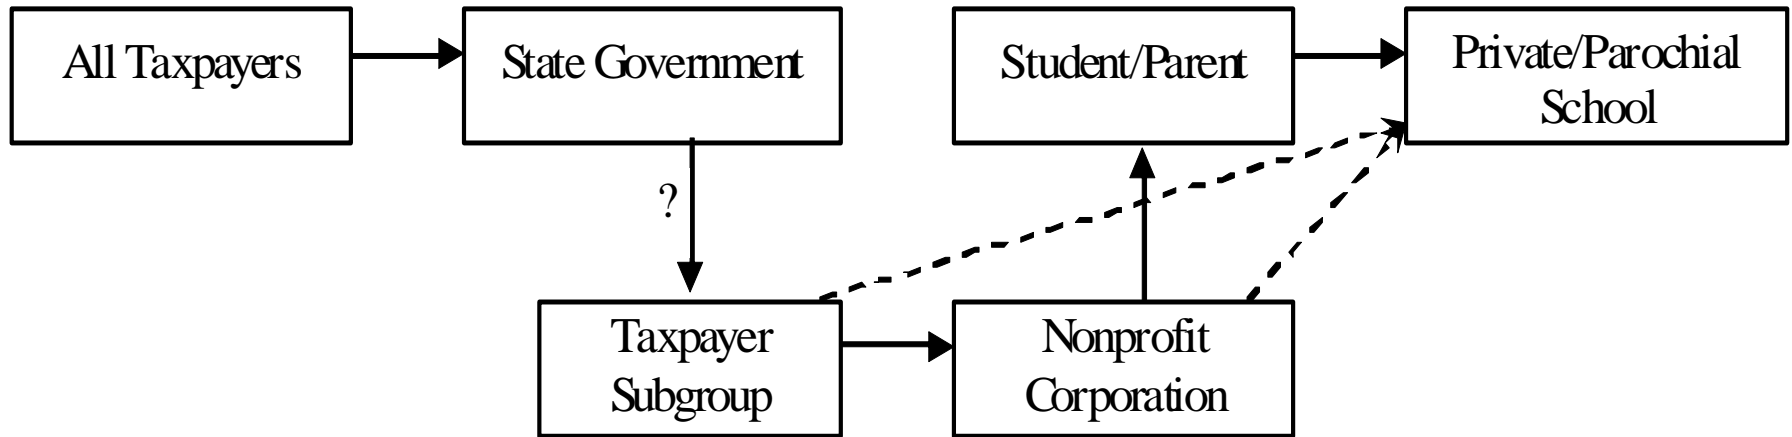 All Taxpayers
State Government
Student/Parent
Private/Parochial
School
?
Taxpayer
Subgroup
Nonprofit
Corporation